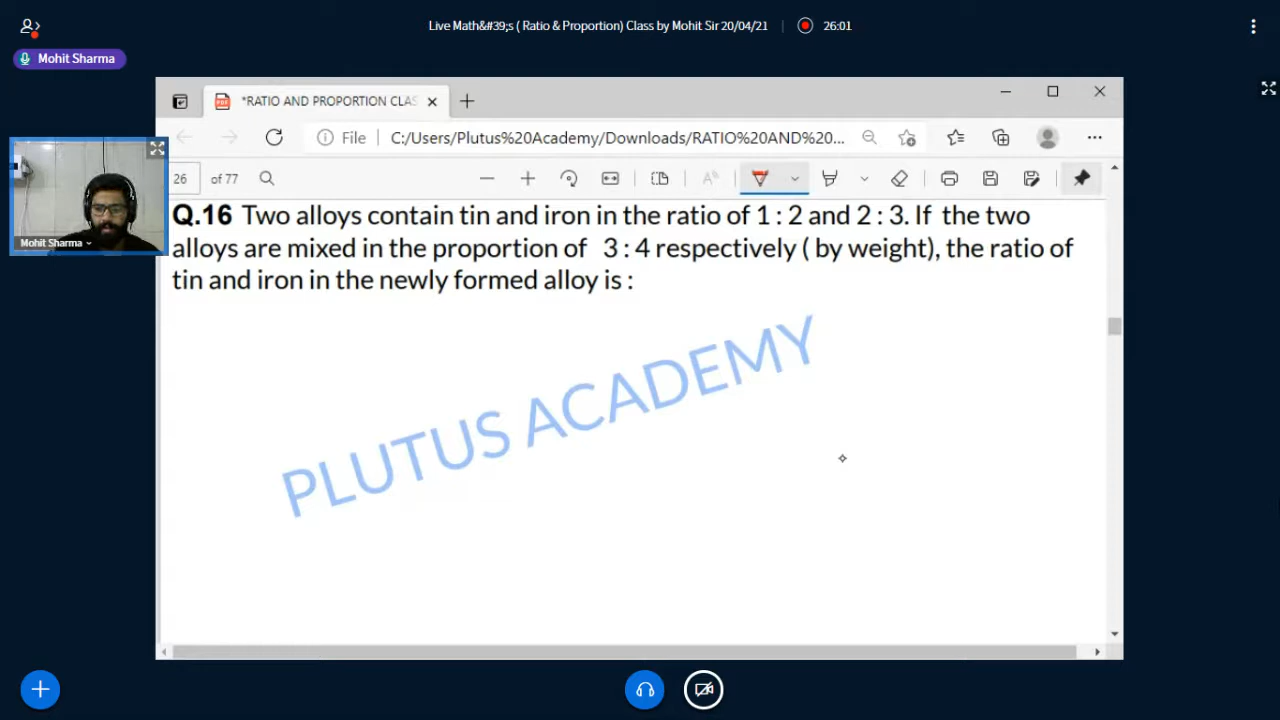 Live Math&#39;s ( Ratio & Proportion) Class by Mohit Sir 20/04/21
26:01
Mohit Sharma
*RATIO AND PROPORTION CLAS
File
C:/Users/Plutus%20Academy/Downloads/RATIO%20AND%20...
26 of 77
Mohit Sharma
Q.16 Two alloys contain tin and iron in the ratio of 1 : 2 and 2 : 3. If the two
alloys are mixed in the proportion of 3 : 4 respectively ( by weight), the ratio of
tin and iron in the newly formed alloy is :
PLUTUS ACADEMY